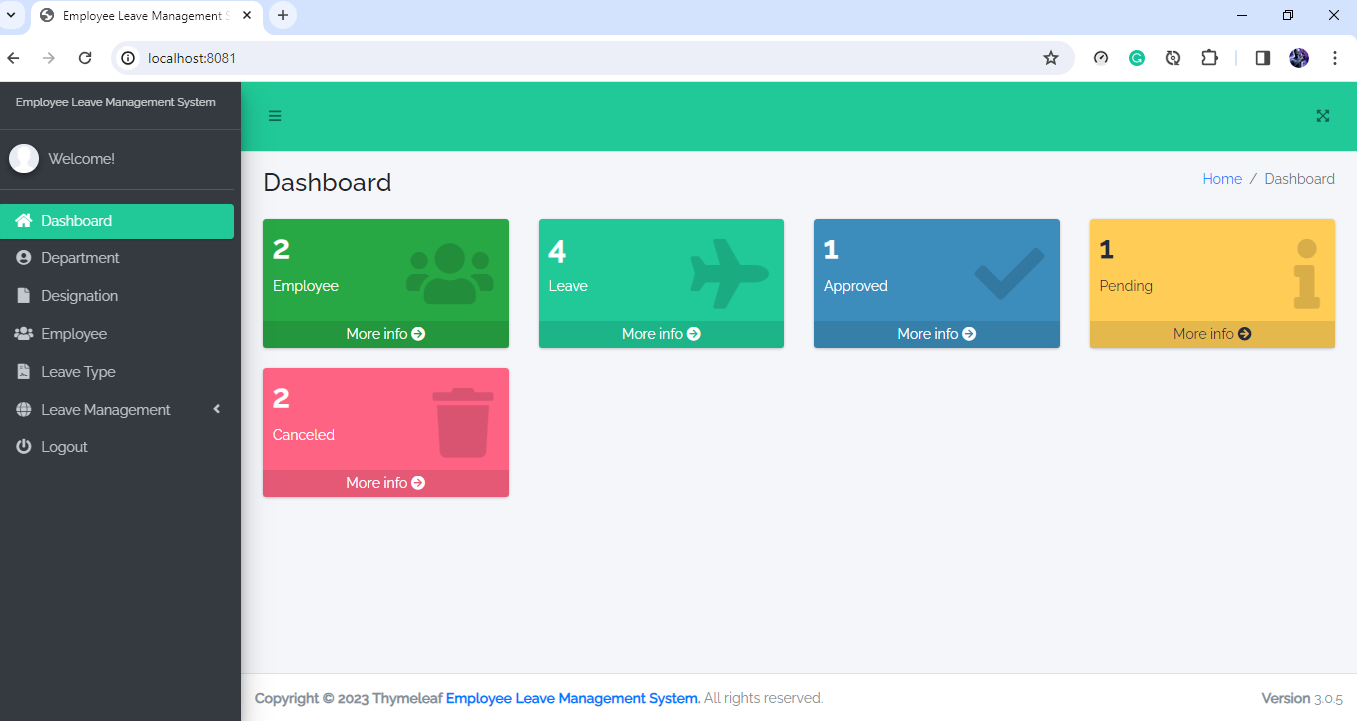 Employee Leave Management S
localhost:8081
Employee Leave Management System
Welcome!
Dashboard
Department
Designation
Employee
Leave Type
Leave Management
Logout
Dashboard
Home / Dashboard
2
Employee
More info
4
Leave
More info
1
Approved
More info
1
Pending
More info
2
Canceled
More info
Copyright © 2023 Thymeleaf Employee Leave Management System. All rights reserved.
Version 3.0.5